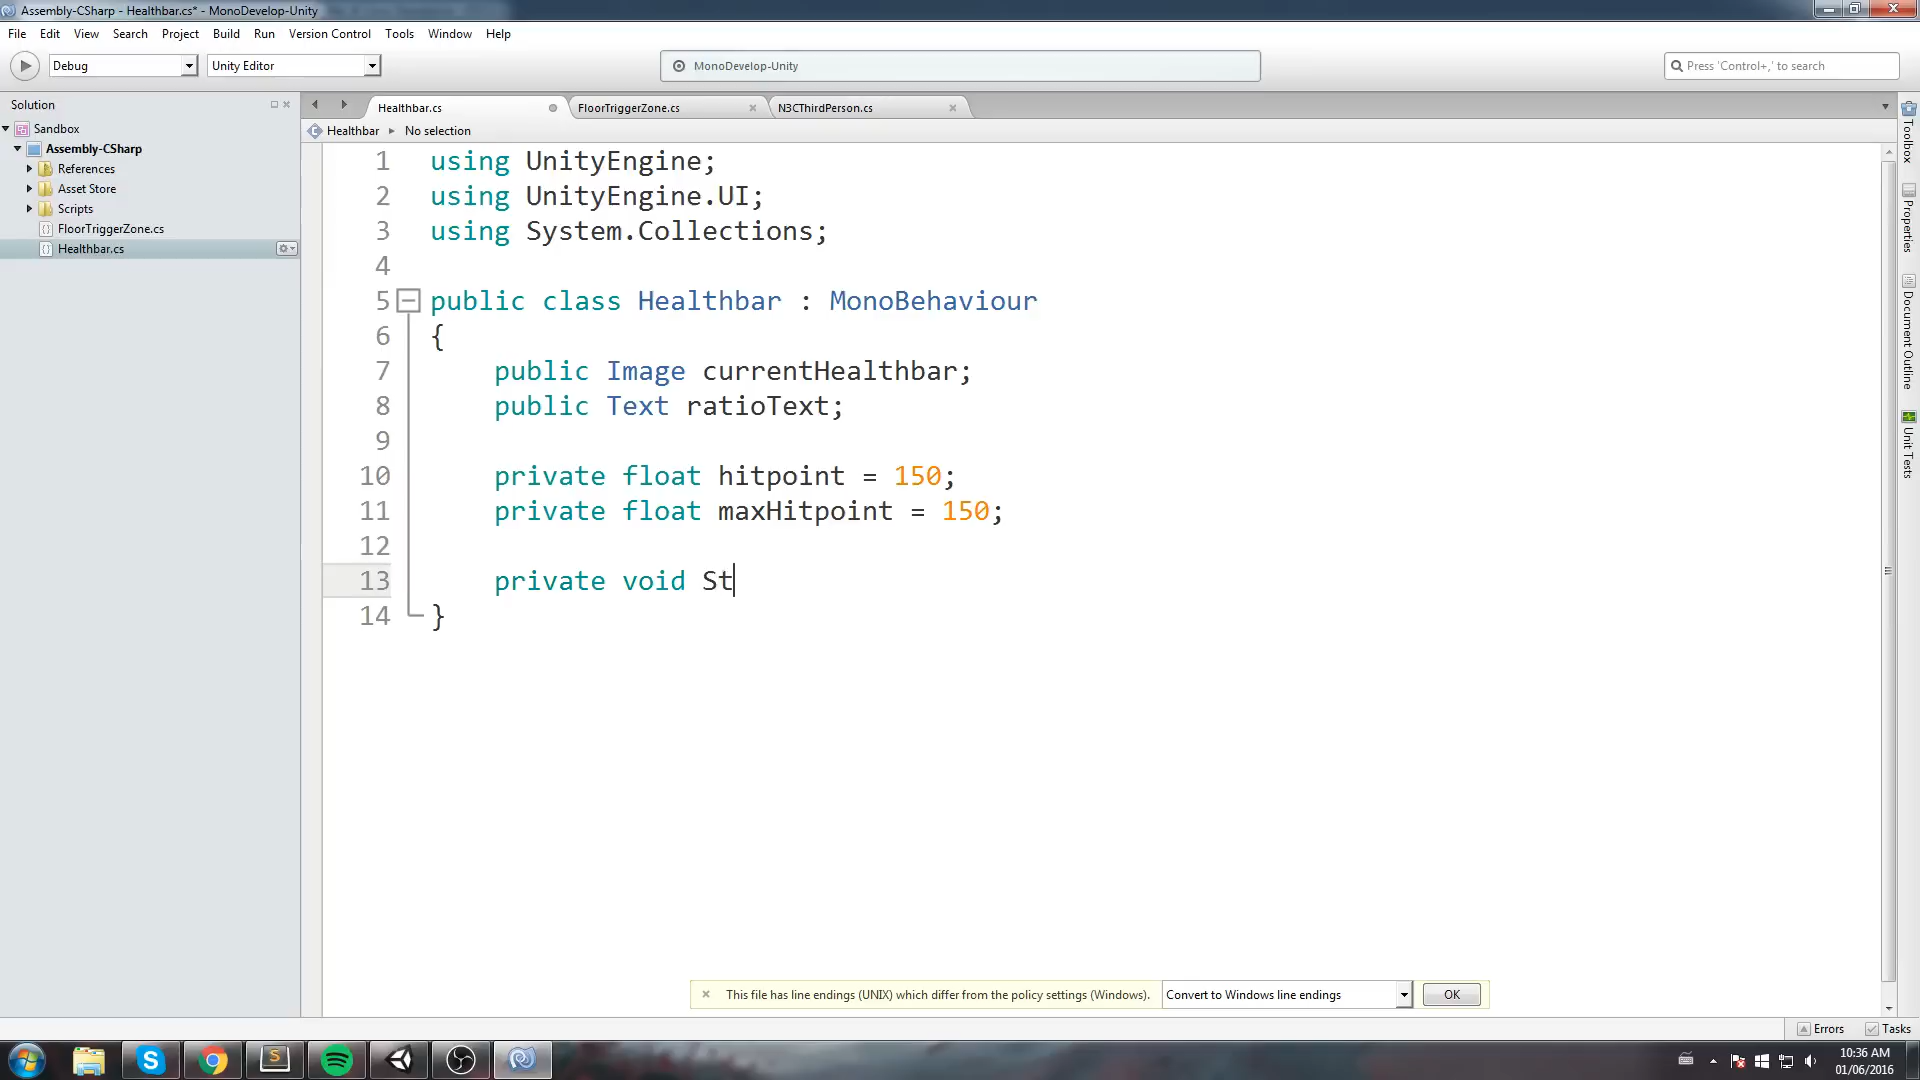 Assembly-CSharp - Healthbar.cs* - MonoDevelop-Unity
File Edit View Search Project Build Run Version Control Tools Window Help
Debug Unity Editor MonoDevelop-Unity Press 'Control+,' to search
Solution
Sandbox
Assembly-CSharp
References
Asset Store
Scripts
FloorTriggerZone.cs
Healthbar.cs
Healthbar.cs FloorTriggerZone.cs N3CThirdPerson.cs
Healthbar No selection
1 using UnityEngine;
2 using UnityEngine.UI;
3 using System.Collections;
4
5 public class Healthbar : MonoBehaviour
6 {
7 public Image currentHealthbar;
8 public Text ratioText;
9
10 private float hitpoint = 150;
11 private float maxHitpoint = 150;
12
13 private void St
14 }
Toolbox
Properties
Document Outline
Unit Tests
This file has line endings (UNIX) which differ from the policy settings (Windows). Convert to Windows line endings OK
Errors Tasks
10:36 AM
01/06/2016